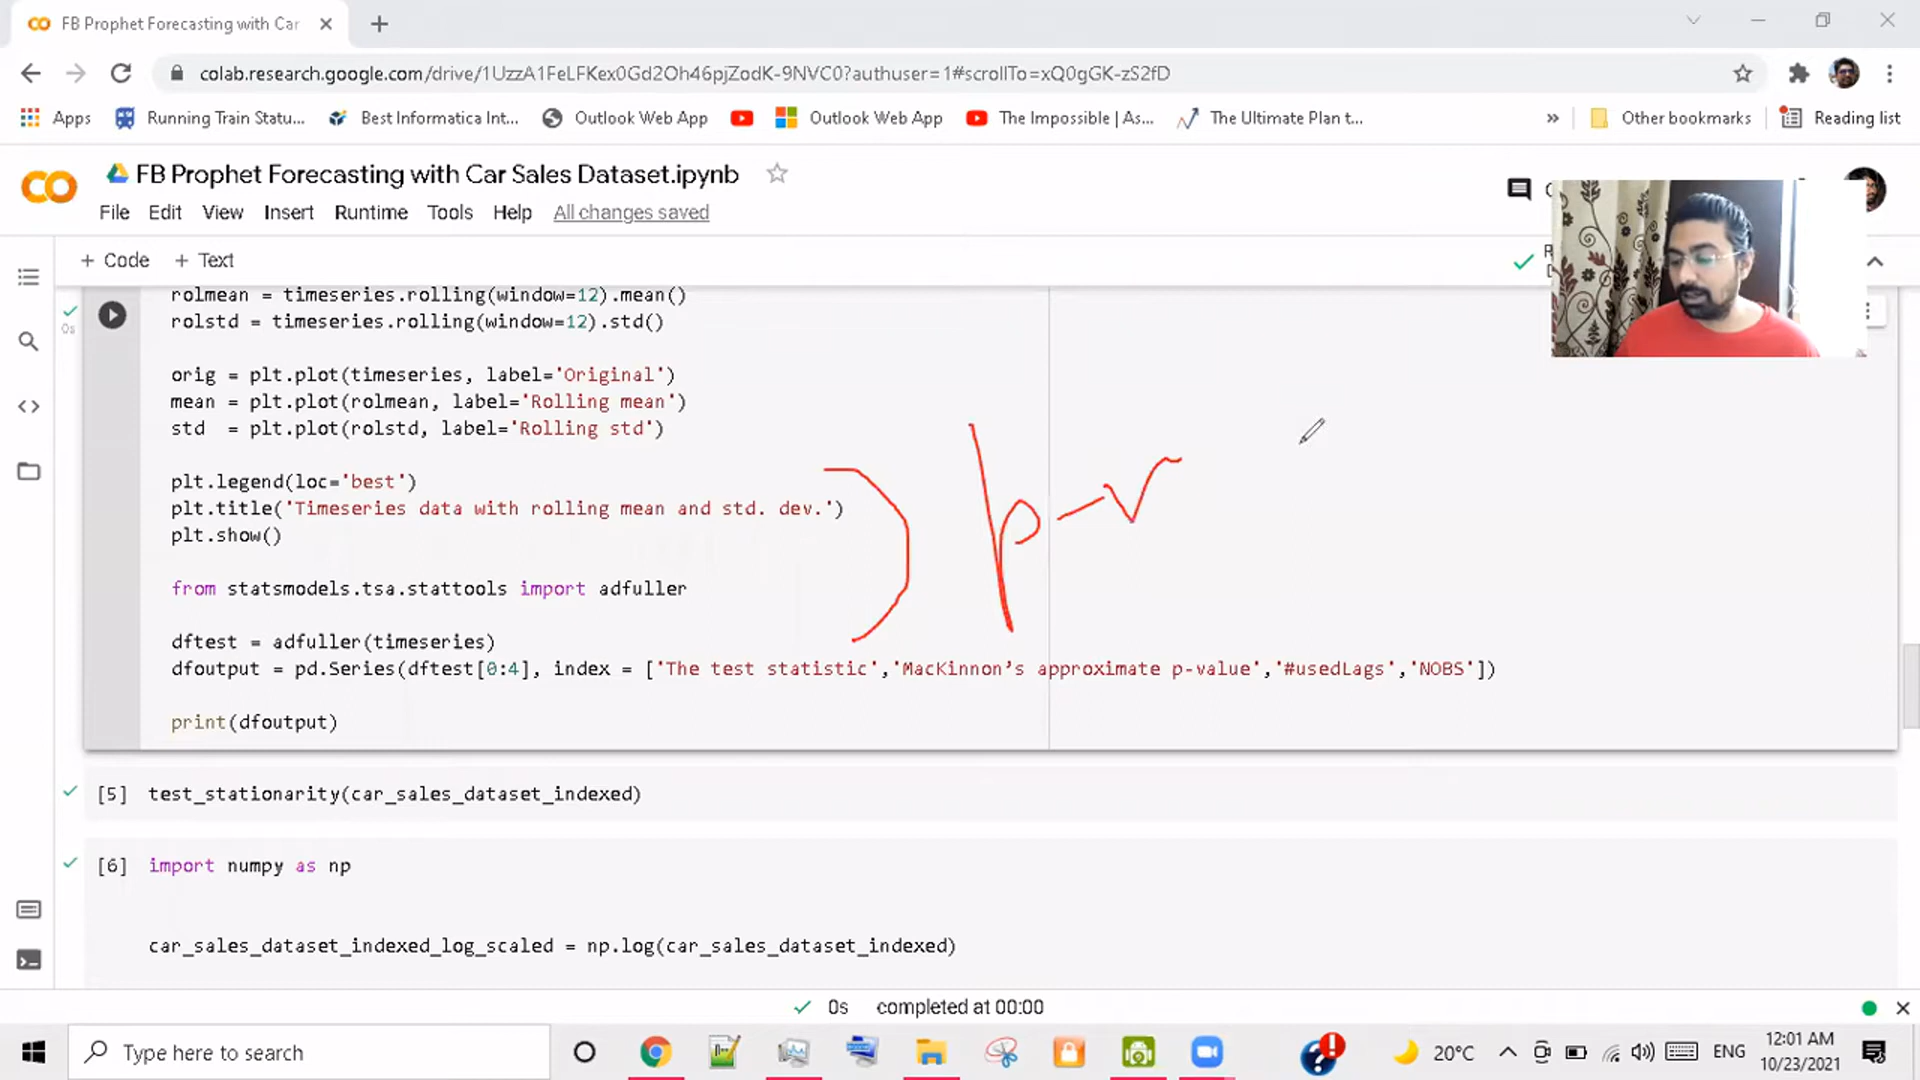 FB Prophet Forecasting with Car
colab.research.google.com/drive/1UzzA1FeLFKex0Gd2Oh46pjZodK-9NVC0?authuser=1#scrollTo=xQ0gGK-zS2fD
Apps Running Train Statu... Best Informatica Int... Outlook Web App Outlook Web App The Impossible | As... The Ultimate Plan t... » Other bookmarks Reading list
FB Prophet Forecasting with Car Sales Dataset.ipynb
File Edit View Insert Runtime Tools Help All changes saved
+ Code + Text
rolmean = timeseries.rolling(window=12).mean()
0s
rolstd = timeseries.rolling(window=12).std()
orig = plt.plot(timeseries, label='Original')
mean = plt.plot(rolmean, label='Rolling mean')
std = plt.plot(rolstd, label='Rolling std')
plt.legend(loc='best')
plt.title('Timeseries data with rolling mean and std. dev.')
plt.show()
p-v
from statsmodels.tsa.stattools import adfuller
dftest = adfuller(timeseries)
dfoutput = pd.Series(dftest[0:4], index = ['The test statistic','MacKinnon’s approximate p-value','#usedLags','NOBS'])
print(dfoutput)
[5] test_stationarity(car_sales_dataset_indexed)
[6] import numpy as np
car_sales_dataset_indexed_log_scaled = np.log(car_sales_dataset_indexed)
0s completed at 00:00
Type here to search
20°C ENG 12:01 AM
10/23/2021